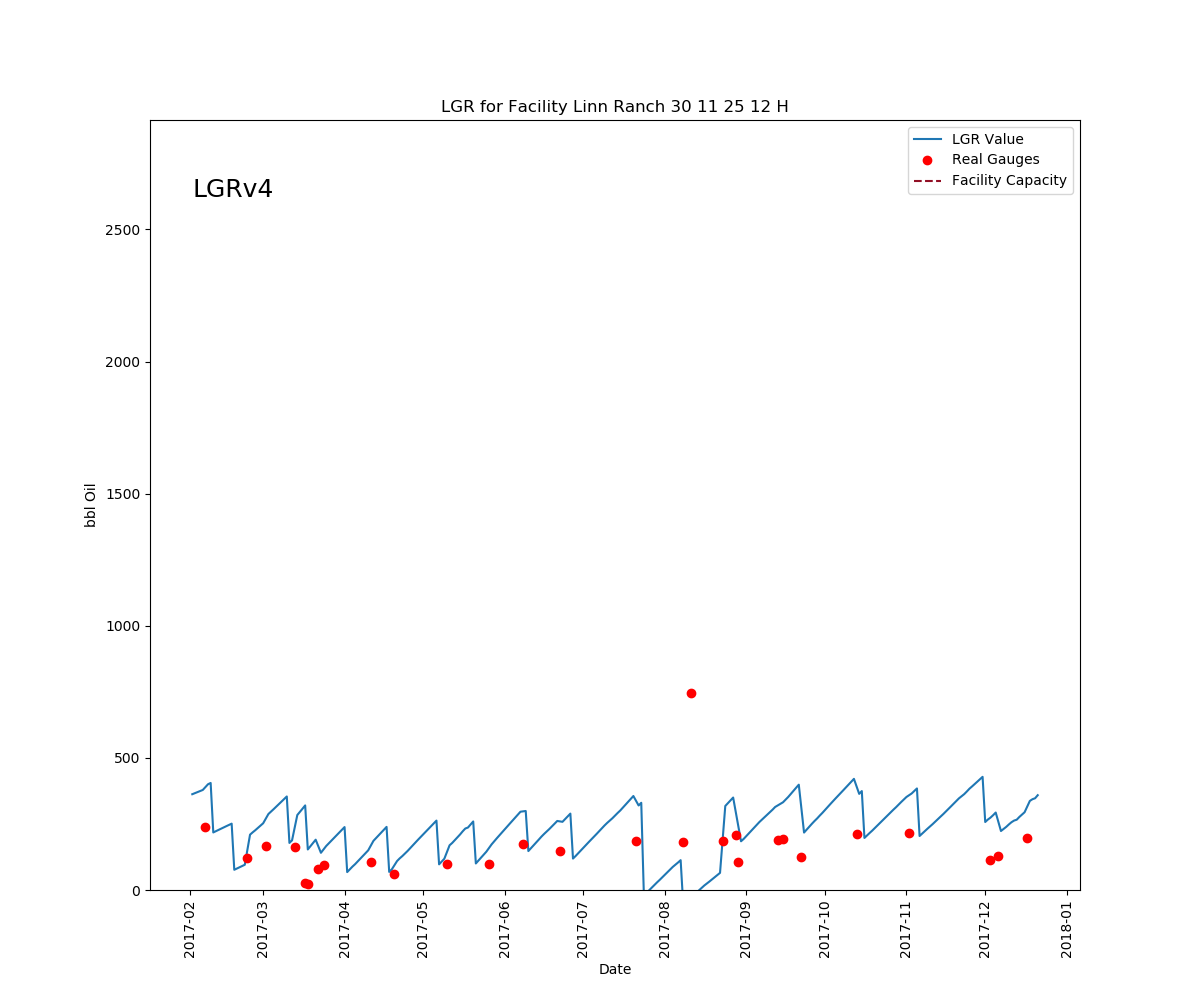 LGR for Facility Linn Ranch 30 11 25 12 H
LGR Value
Real Gauges
Facility Capacity
LGRv4
2500
2000
1500
1000
500
0
bbl Oil
2017-02
2017-03
2017-04
2017-05
2017-06
2017-07
2017-08
2017-09
2017-10
2017-11
2017-12
2018-01
Date